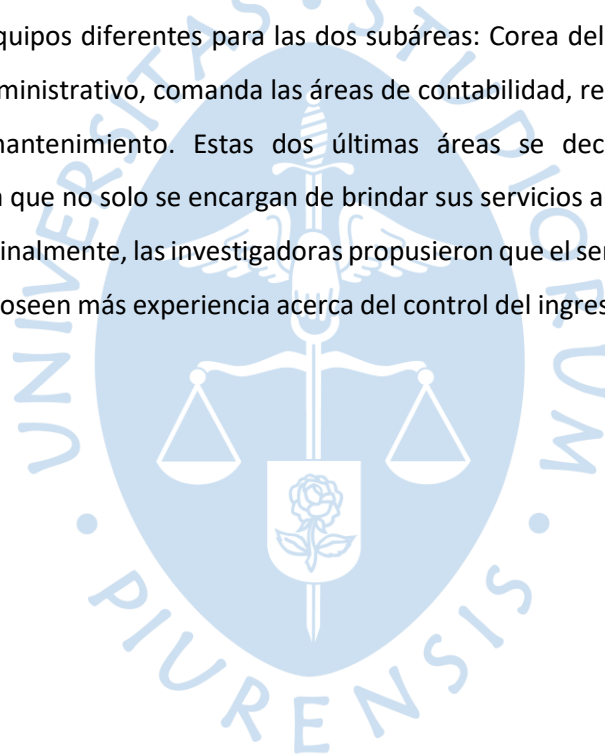 quipos diferentes para las dos subáreas: Corea del
ministrativo, comanda las áreas de contabilidad, re
mantenimiento. Estas dos últimas áreas se dec
que no solo se encargan de brindar sus servicios a
inalmente, las investigadoras propusieron que el ser
oseen más experiencia acerca del control del ingres
UNIVERSITAS STUDIORUM
PIURENSIS